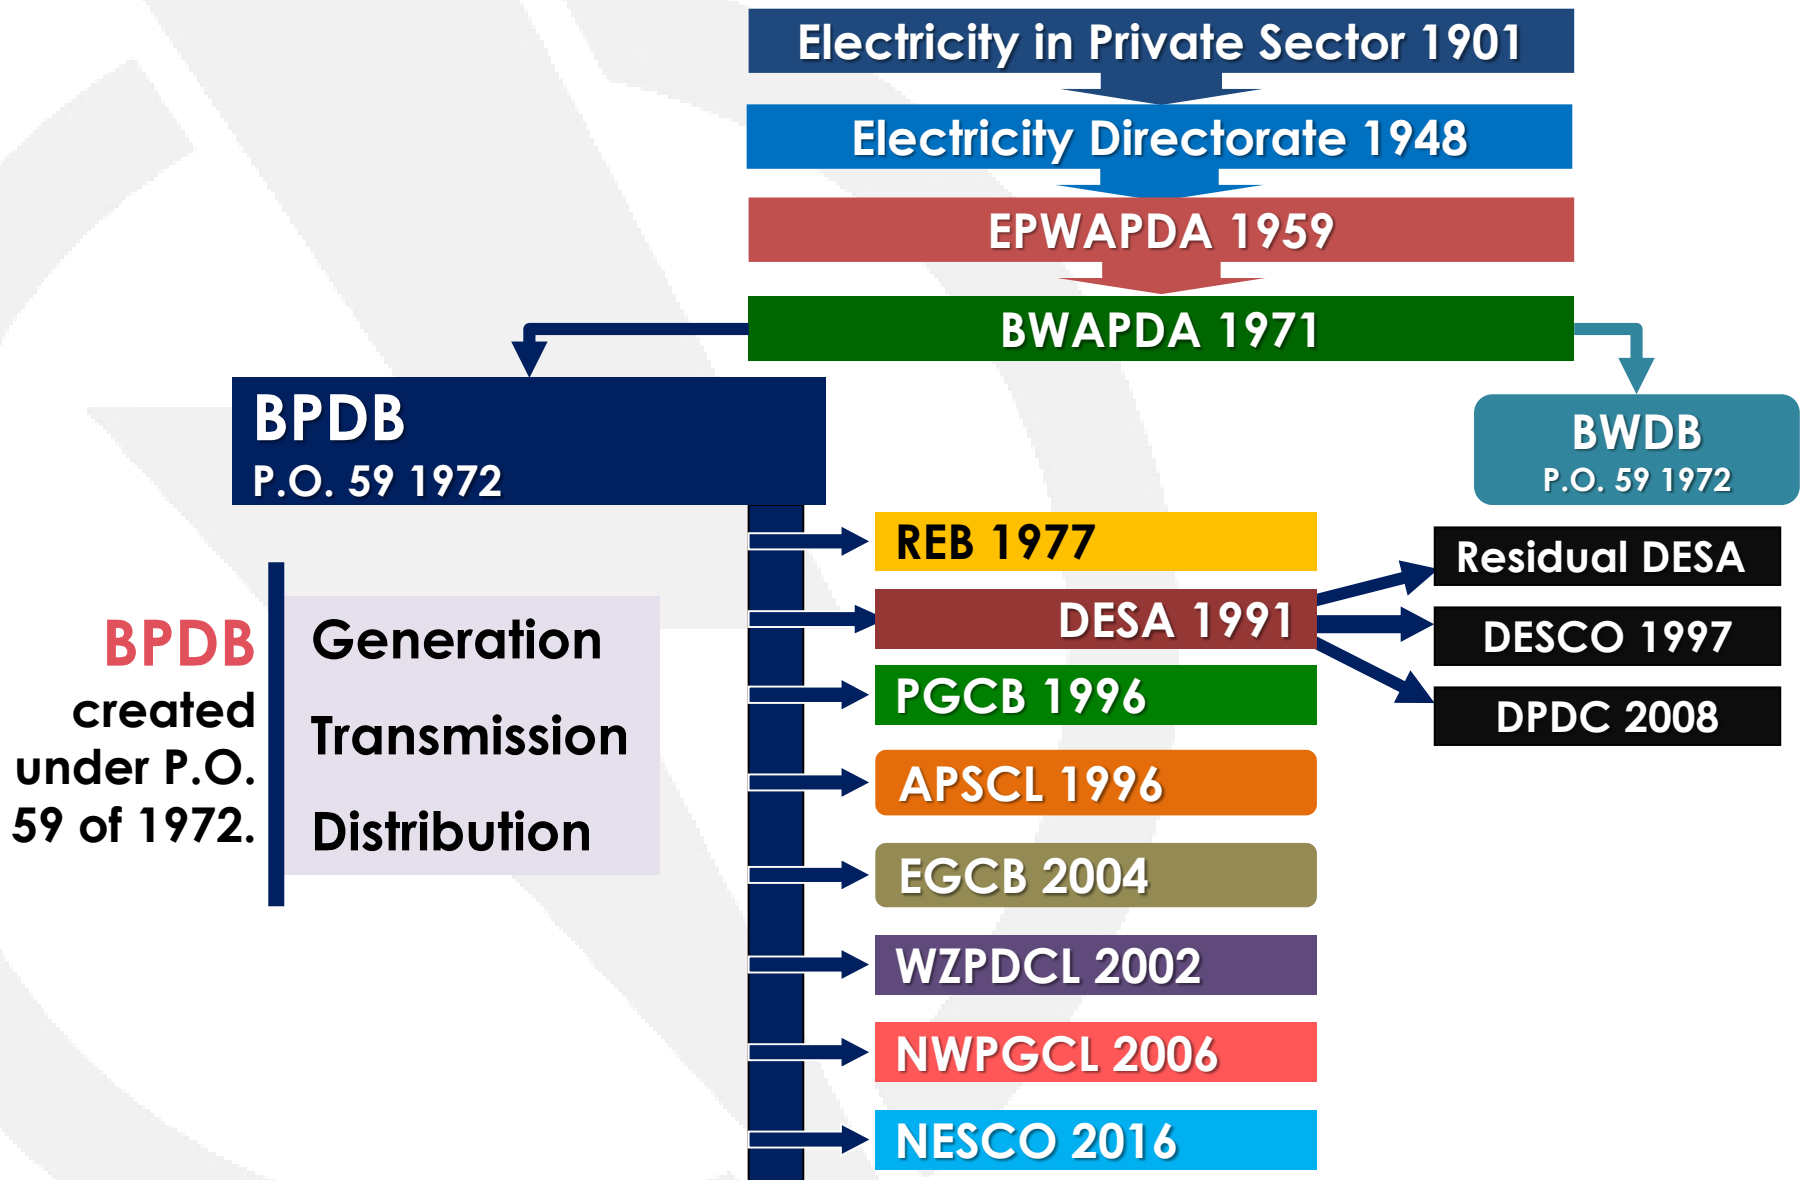 Electricity in Private Sector 1901
Electricity Directorate 1948
EPWAPDA 1959
BWAPDA 1971
BPDB
P.O. 59 1972
BWDB
P.O. 59 1972
REB 1977
DESA 1991
PGCB 1996
APSCL 1996
EGCB 2004
WZPDCL 2002
NWPGCL 2006
NESCO 2016
Residual DESA
DESCO 1997
DPDC 2008
BPDB
created
under P.O.
59 of 1972.
Generation
Transmission
Distribution